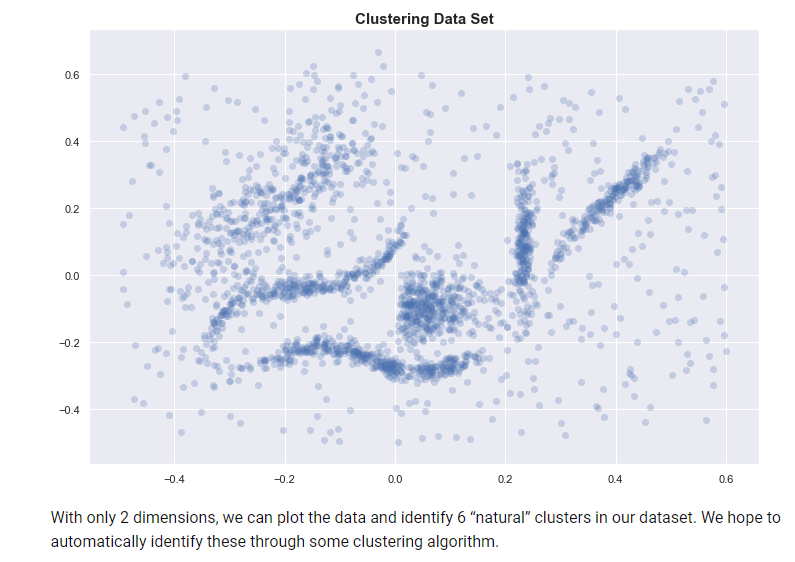 Clustering Data Set
0.6
0.4
0.2
0.0
−0.2
−0.4
−0.4 −0.2 0.0 0.2 0.4 0.6
With only 2 dimensions, we can plot the data and identify 6 “natural” clusters in our dataset. We hope to
automatically identify these through some clustering algorithm.